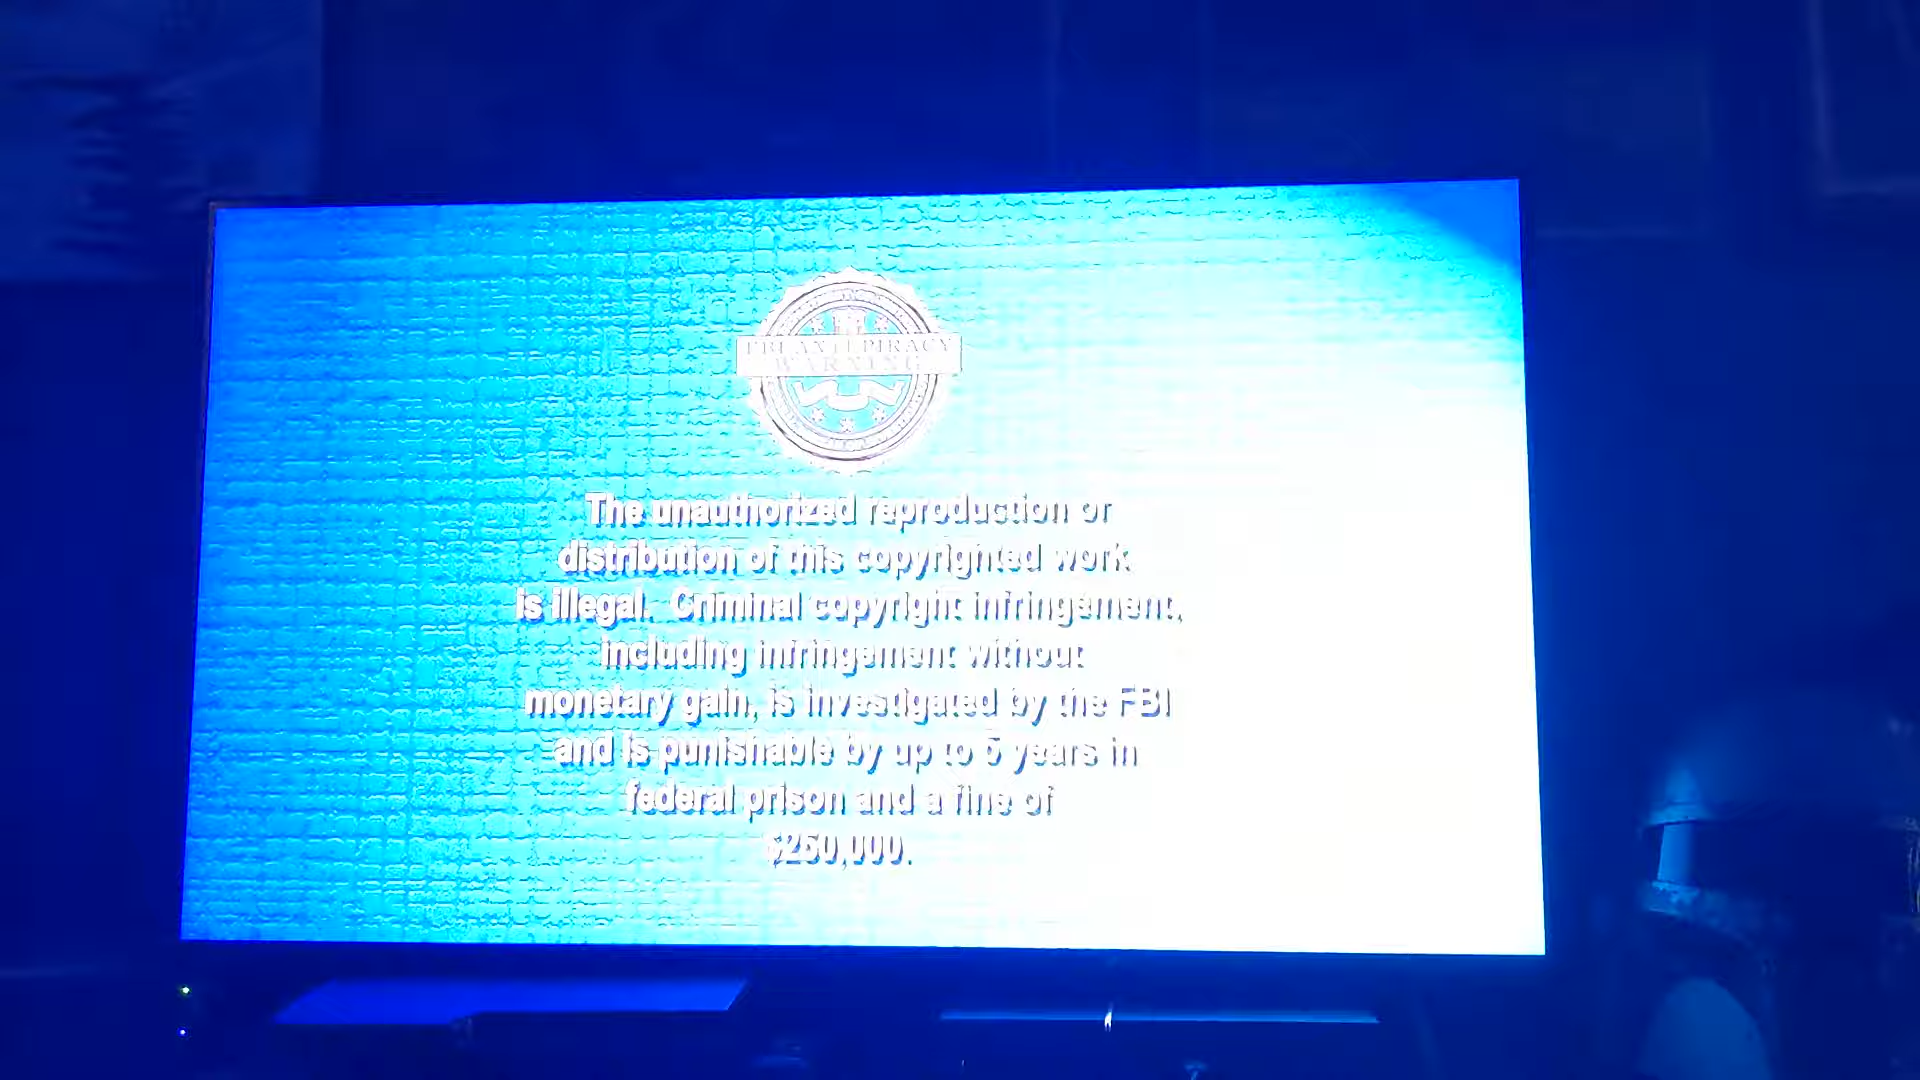 FBI ANTI-PIRACY
WARNING
The unauthorized reproduction or
distribution of this copyrighted work
is illegal. Criminal copyright infringement,
including infringement without
monetary gain, is investigated by the FBI
and is punishable by up to 5 years in
federal prison and a fine of
$250,000.